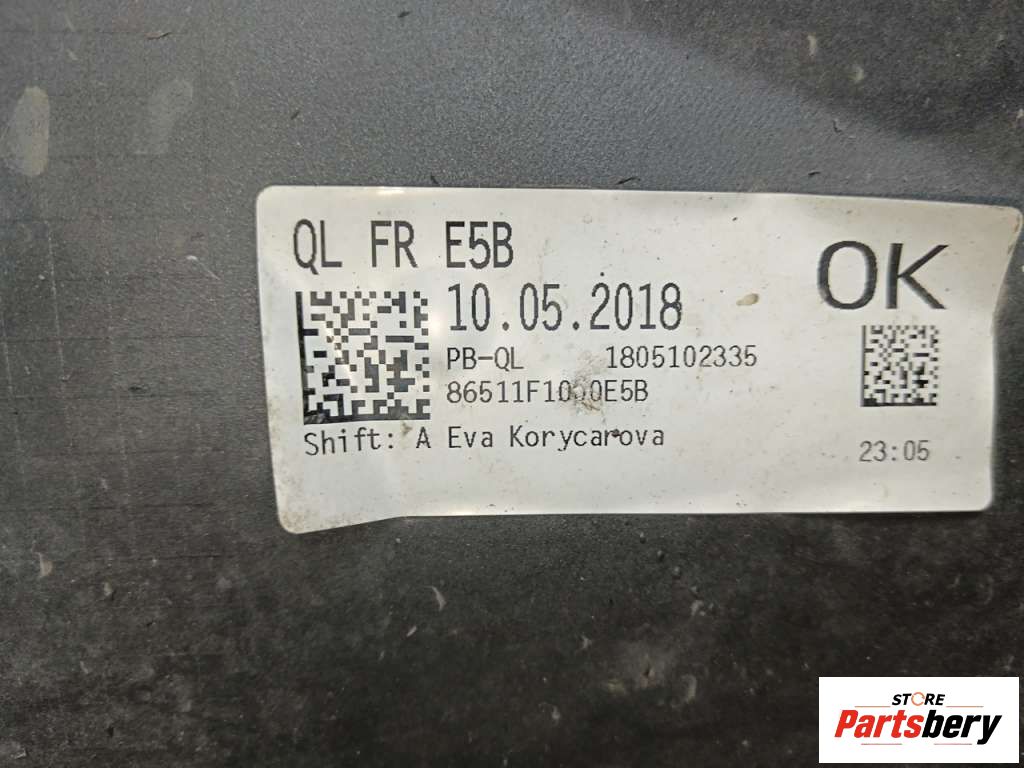 QL FR E5B
OK
10.05.2018
PB-QL 1805102335
Shift: A Eva Korycarova
23:05
STORE
Partsbery